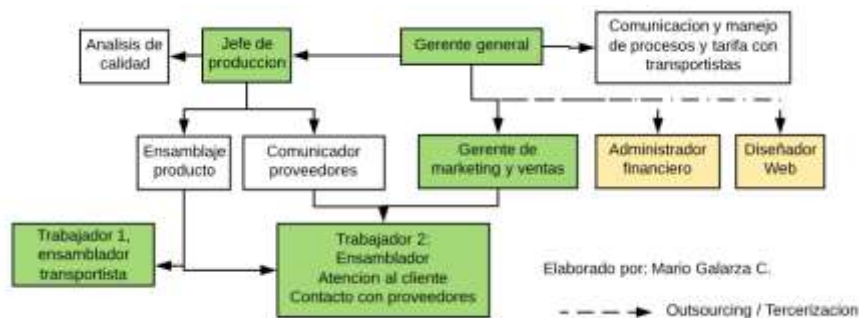 Analisis de
calidad
Jefe de
produccion
Gerente general
Comunicacion y manejo
de procesos y tarifa con
transportistas
Ensamblaje
producto
Comunicador
proveedores
Gerente de
marketing y ventas
Administrador
financiero
Diseñador
Web
Trabajador 1,
ensamblador
transportista
Trabajador 2:
Ensamblador
Atencion al cliente
Contacto con proveedores
Elaborado por: Mario Galarza C.
Outsourcing / Tercerizacion